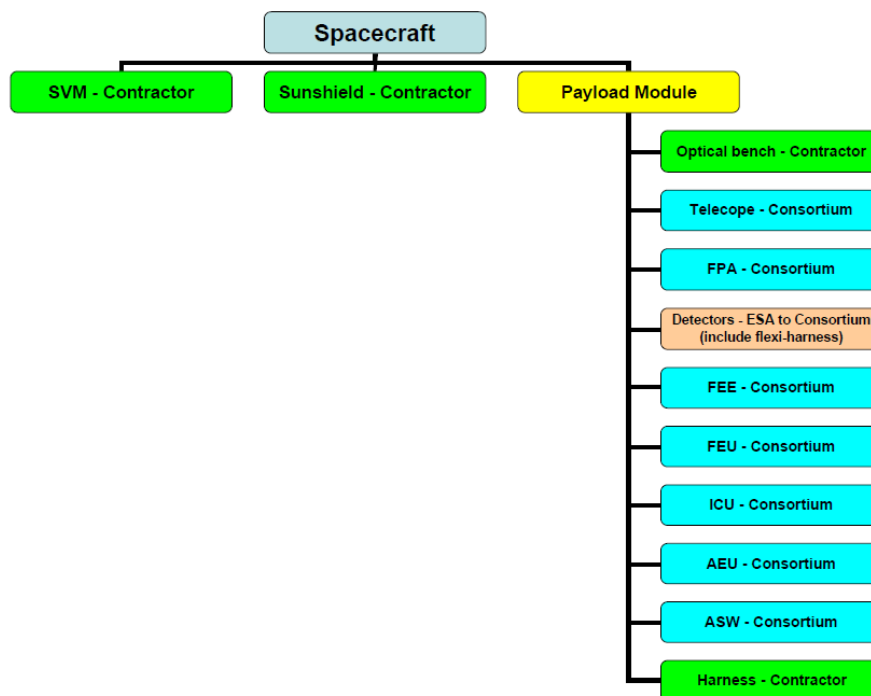 Spacecraft
SVM - Contractor
Sunshield - Contractor
Payload Module
Optical bench - Contractor
Telecope - Consortium
FPA - Consortium
Detectors - ESA to Consortium
(include flexi-harness)
FEE - Consortium
FEU - Consortium
ICU - Consortium
AEU - Consortium
ASW - Consortium
Harness - Contractor